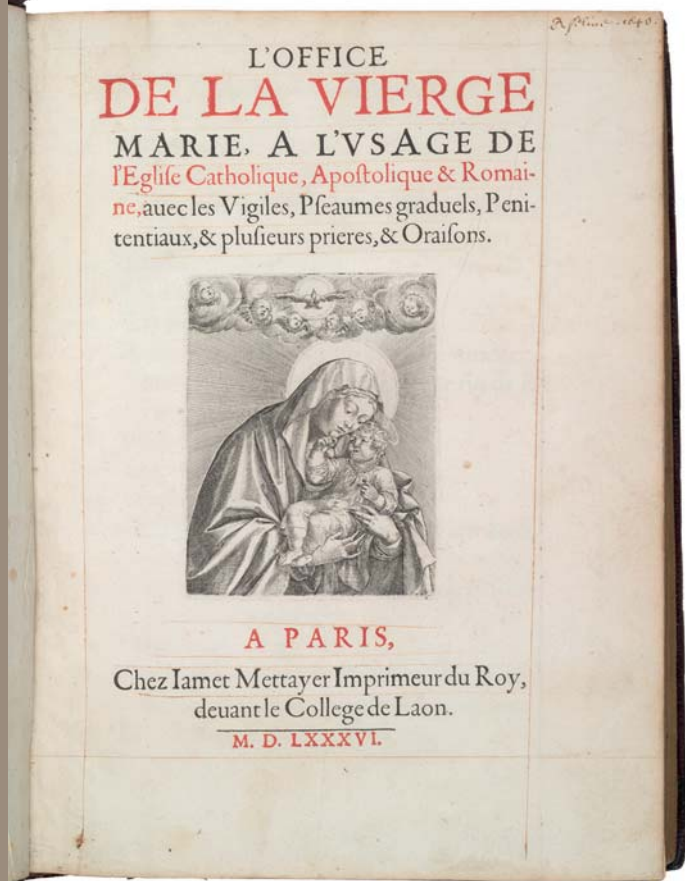 1640.
L'OFFICE
DE LA VIERGE
MARIE, A L'VSAGE DE
l'Egliſe Catholique, Apoſtolique & Romai-
ne, auec les Vigiles, Pſeaumes graduels, Peni-
tentiaux, & pluſieurs prieres, & Oraiſons.
A PARIS,
Chez Iamet Mettayer Imprimeur du Roy,
deuant le College de Laon.
M. D. LXXXVI.